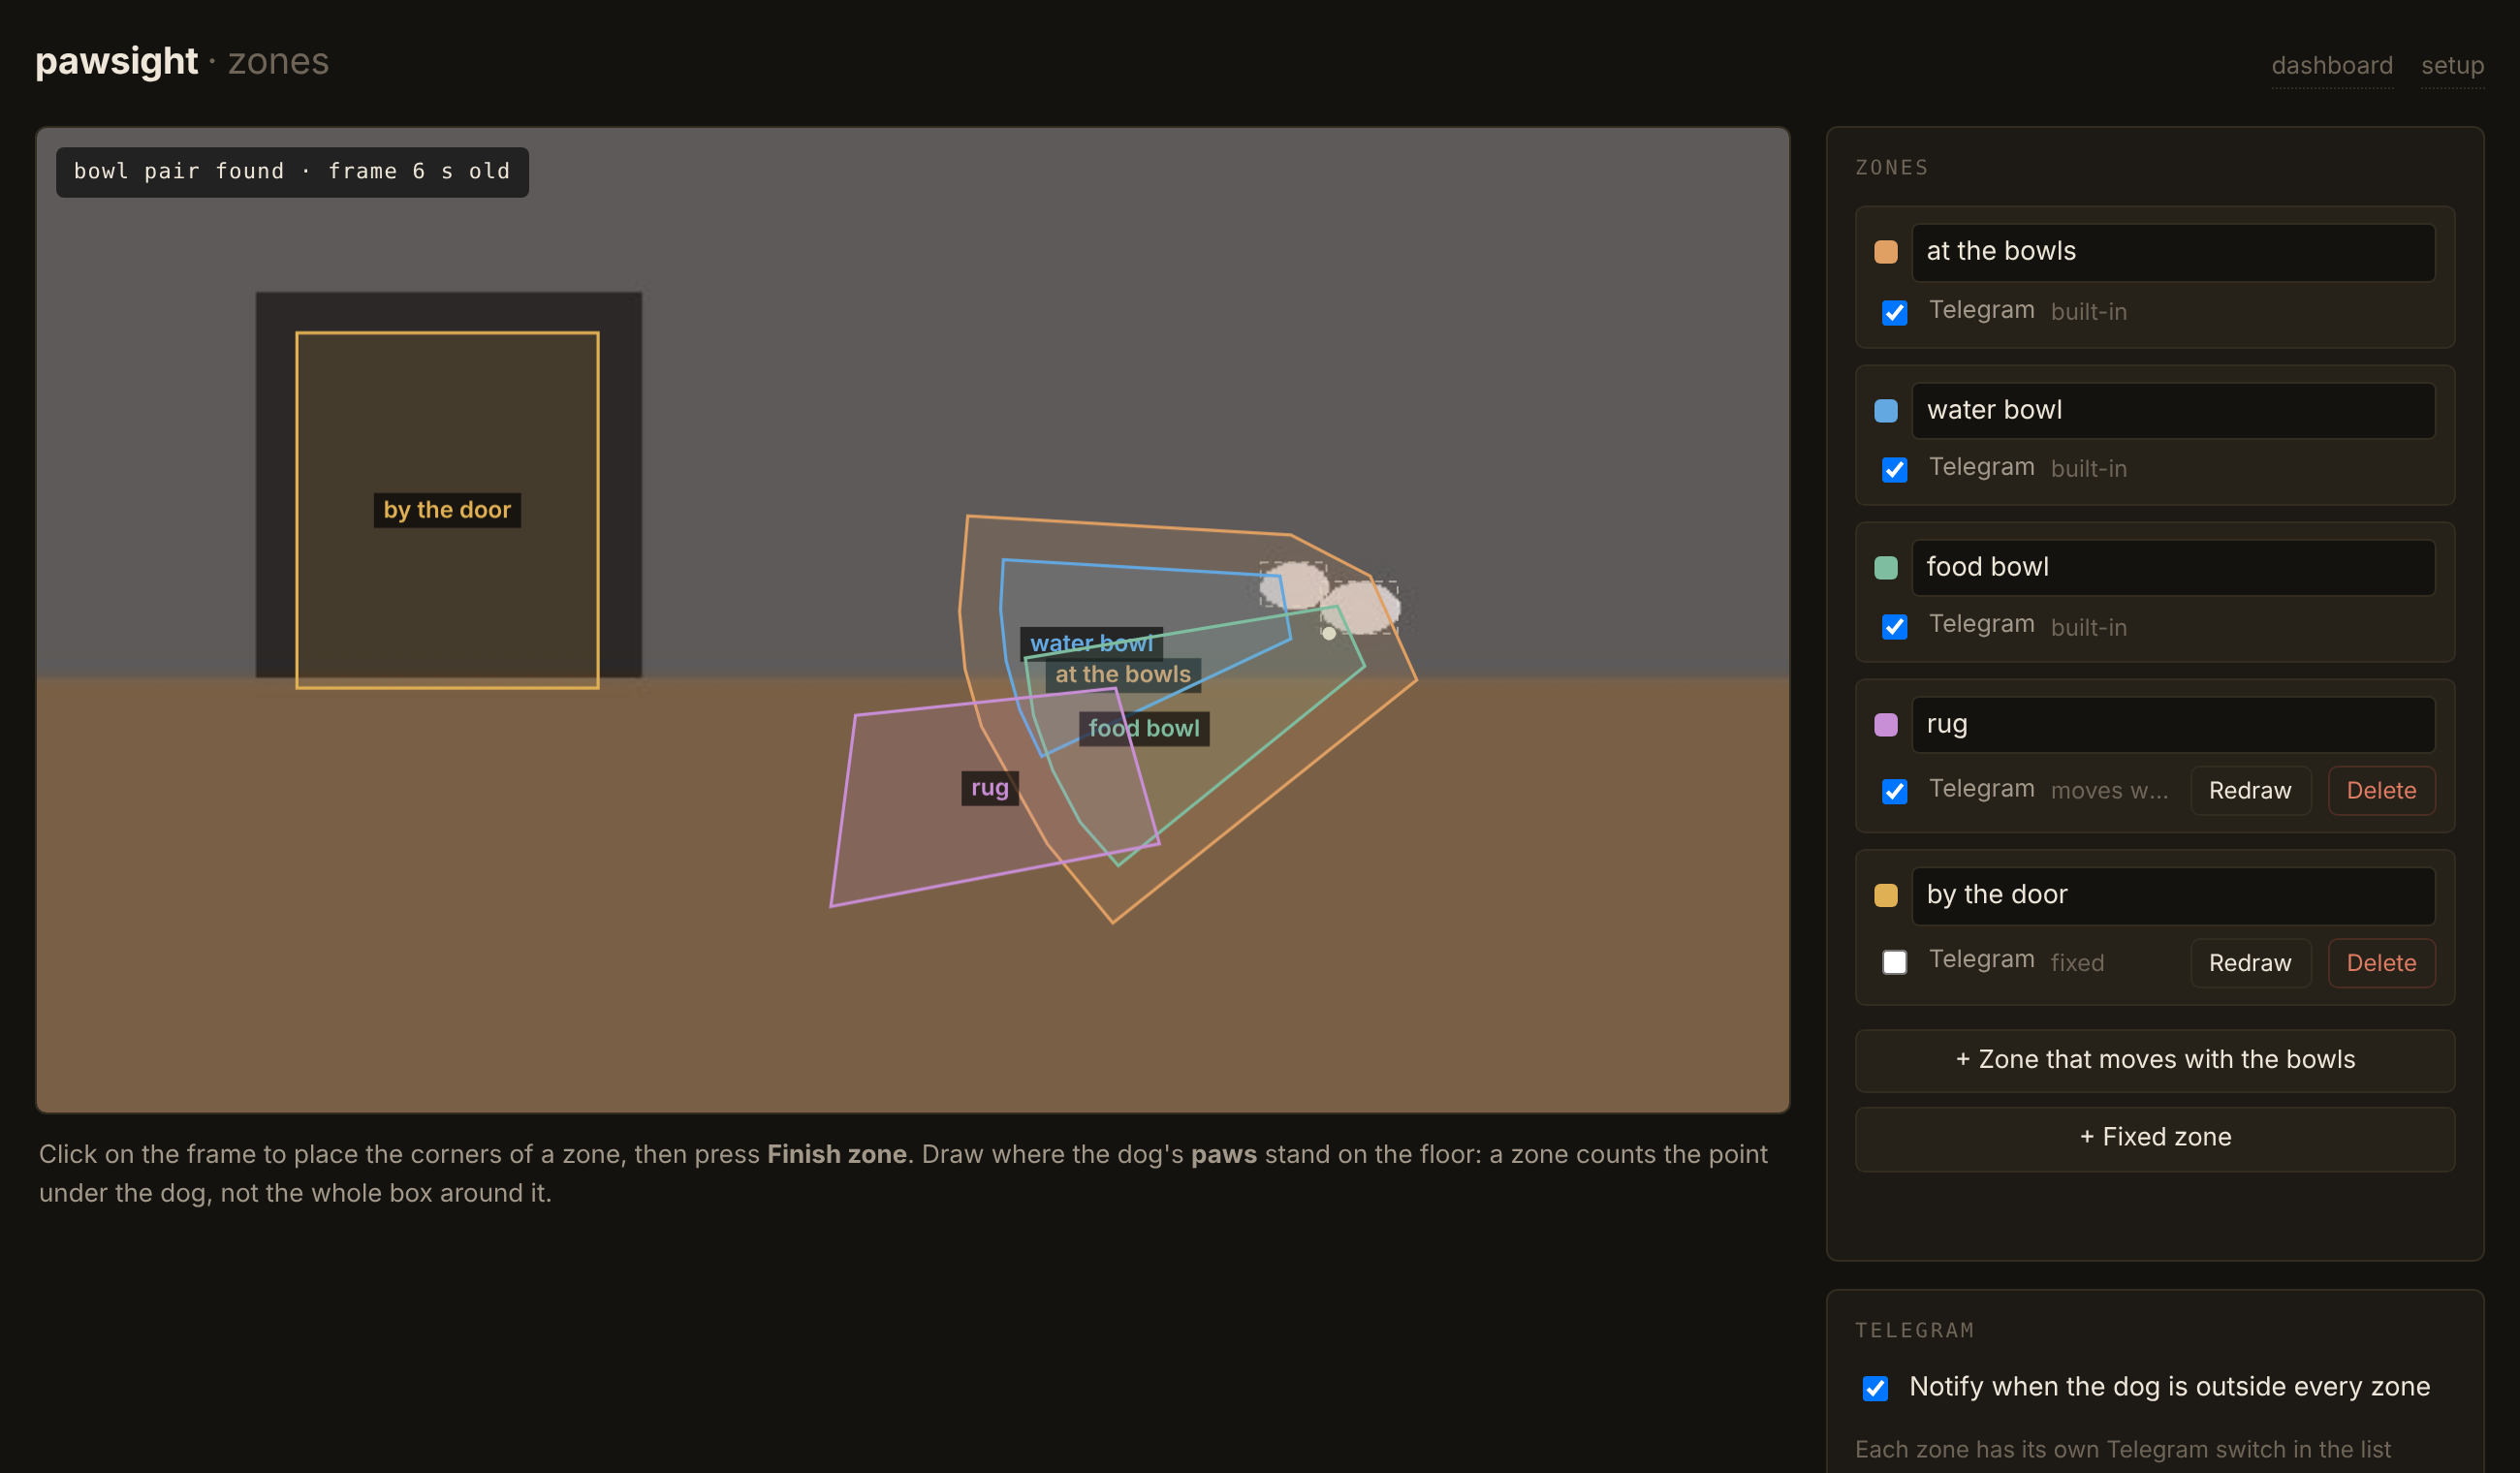 pawsight · zones
dashboard setup
bowl pair found · frame 6 s old
by the door
water bowl
at the bowls
food bowl
rug
Click on the frame to place the corners of a zone, then press Finish zone. Draw where the dog's paws stand on the floor: a zone counts the point
under the dog, not the whole box around it.
ZONES
at the bowls
Telegram built-in
water bowl
Telegram built-in
food bowl
Telegram built-in
rug
Telegram moves w... Redraw Delete
by the door
Telegram fixed Redraw Delete
+ Zone that moves with the bowls
+ Fixed zone
TELEGRAM
Notify when the dog is outside every zone
Each zone has its own Telegram switch in the list